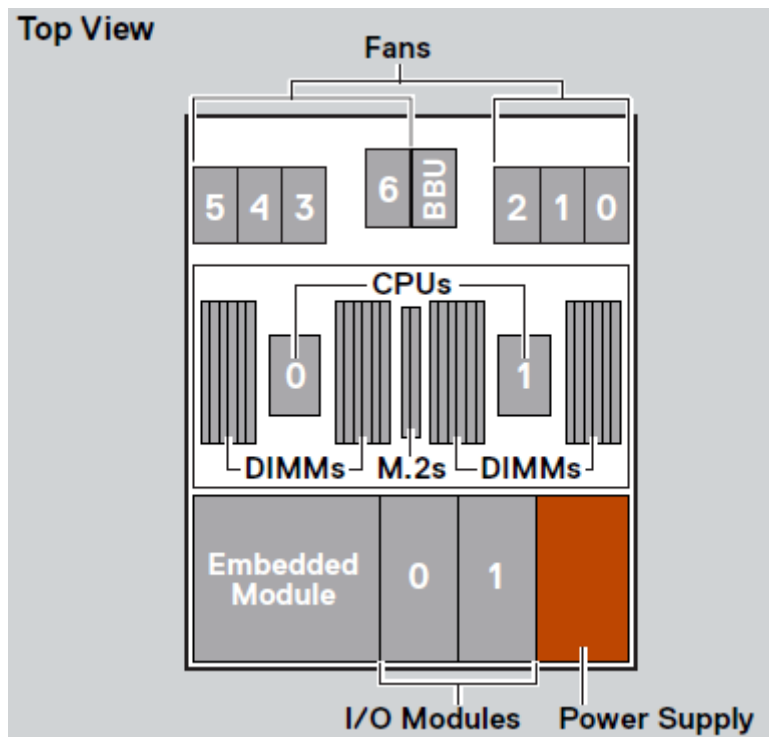 Top View
Fans
5 4 3
6 BBU
2 1 0
CPUs
0
1
DIMMs M.2s DIMMs
Embedded
Module
0
1
I/O Modules Power Supply